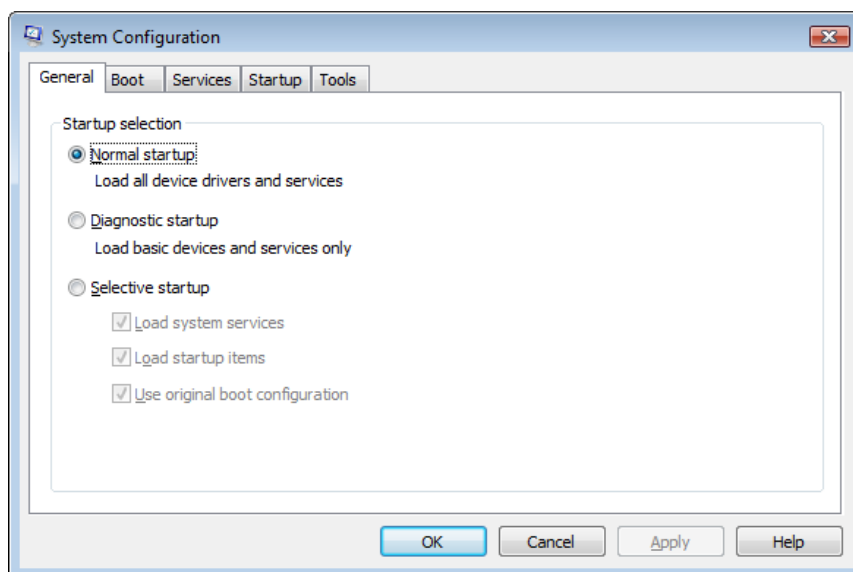 System Configuration
General Boot Services Startup Tools
Startup selection
Normal startup
Load all device drivers and services
Diagnostic startup
Load basic devices and services only
Selective startup
Load system services
Load startup items
Use original boot configuration
OK Cancel Apply Help